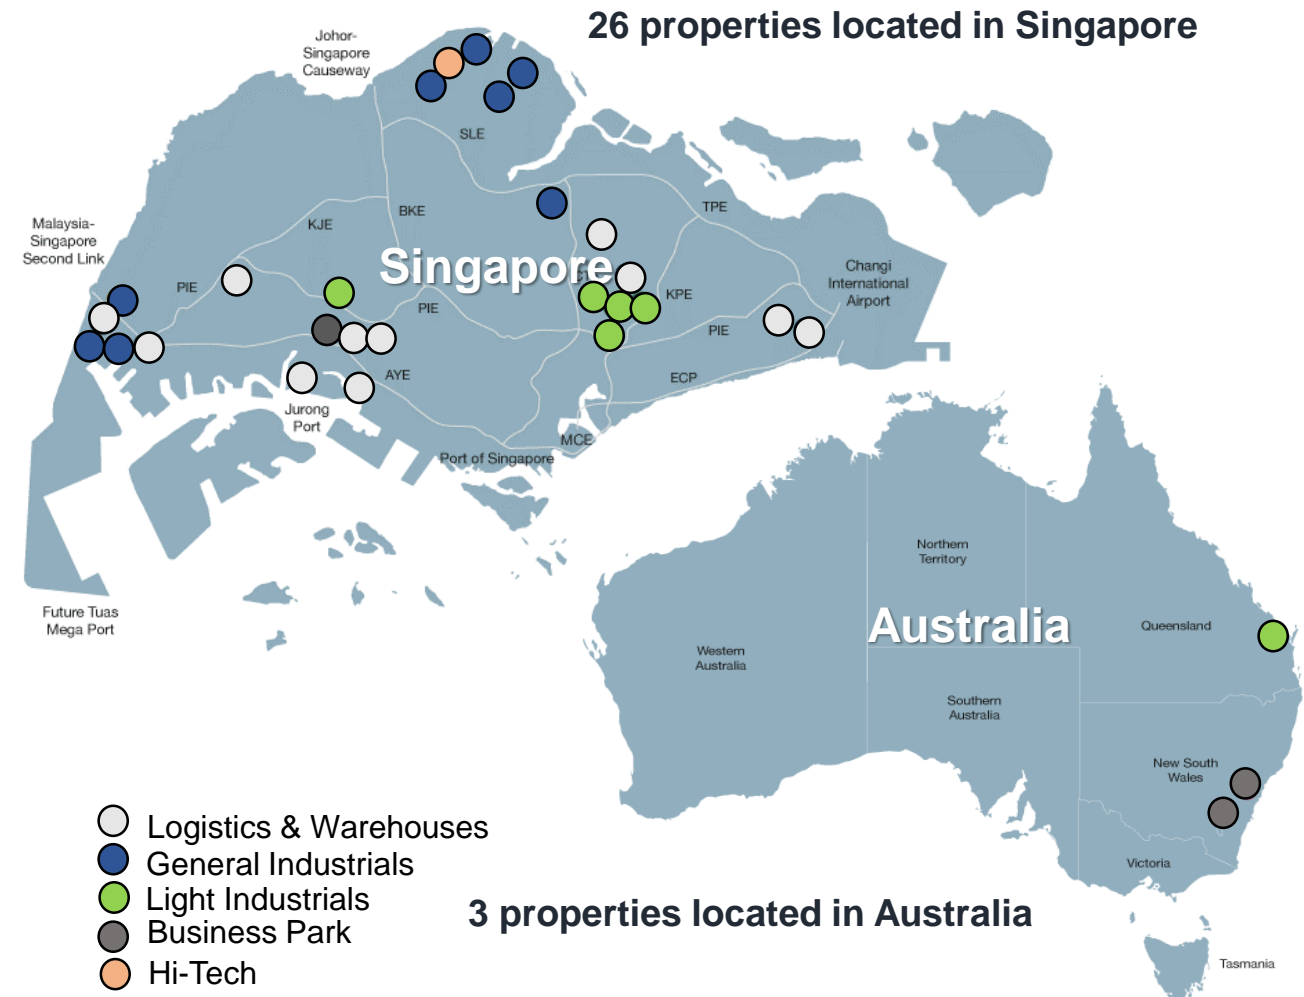 26 properties located in Singapore
Johor-
Singapore
Causeway
SLE
Malaysia-
Singapore
Second Link
KJE
BKE
TPE
Singapore
PIE
PIE
KPE
PIE
Changi
International
Airport
AYE
ECP
Jurong
Port
MCE
Port of Singapore
Future Tuas
Mega Port
Northern
Territory
Australia
Queensland
Western
Australia
Southern
Australia
New South
Wales
Victoria
Tasmania
Logistics & Warehouses
General Industrials
Light Industrials
Business Park
Hi-Tech
3 properties located in Australia